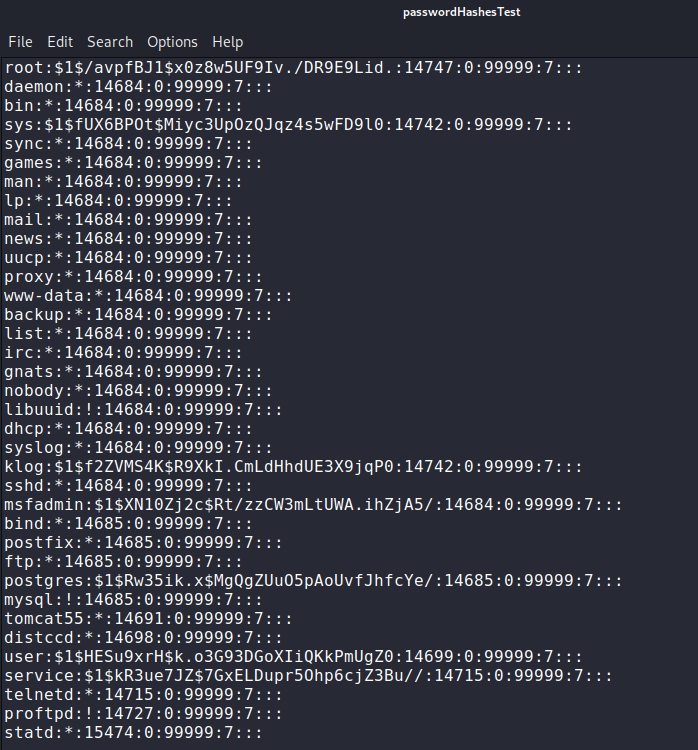 passwordHashesTest
File Edit Search Options Help
root:$1$/avpfBJ1$x0z8w5UF9Iv./DR9E9Lid.:14747:0:99999:7:::
daemon:*:14684:0:99999:7:::
bin:*:14684:0:99999:7:::
sys:$1$fUX6BPOt$Miyc3UpOzQJqz4s5wFD9l0:14742:0:99999:7:::
sync:*:14684:0:99999:7:::
games:*:14684:0:99999:7:::
man:*:14684:0:99999:7:::
lp:*:14684:0:99999:7:::
mail:*:14684:0:99999:7:::
news:*:14684:0:99999:7:::
uucp:*:14684:0:99999:7:::
proxy:*:14684:0:99999:7:::
www-data:*:14684:0:99999:7:::
backup:*:14684:0:99999:7:::
list:*:14684:0:99999:7:::
irc:*:14684:0:99999:7:::
gnats:*:14684:0:99999:7:::
nobody:*:14684:0:99999:7:::
libuuid:!:14684:0:99999:7:::
dhcp:*:14684:0:99999:7:::
syslog:*:14684:0:99999:7:::
klog:$1$f2ZVMS4K$R9XkI.CmLdHhdUE3X9jqP0:14742:0:99999:7:::
sshd:*:14684:0:99999:7:::
msfadmin:$1$XN10Zj2c$Rt/zzCW3mLtUWA.ihZjA5/:14684:0:99999:7:::
bind:*:14685:0:99999:7:::
postfix:*:14685:0:99999:7:::
ftp:*:14685:0:99999:7:::
postgres:$1$Rw35ik.x$MgQgZUuO5pAoUvfJhfcYe/:14685:0:99999:7:::
mysql:!:14685:0:99999:7:::
tomcat55:*:14691:0:99999:7:::
distccd:*:14698:0:99999:7:::
user:$1$HESu9xrH$k.o3G93DGoXIiQKkPmUgZ0:14699:0:99999:7:::
service:$1$kR3ue7JZ$7GxELDupr5Ohp6cjZ3Bu//:14715:0:99999:7:::
telnetd:*:14715:0:99999:7:::
proftpd:!:14727:0:99999:7:::
statd:*:15474:0:99999:7:::